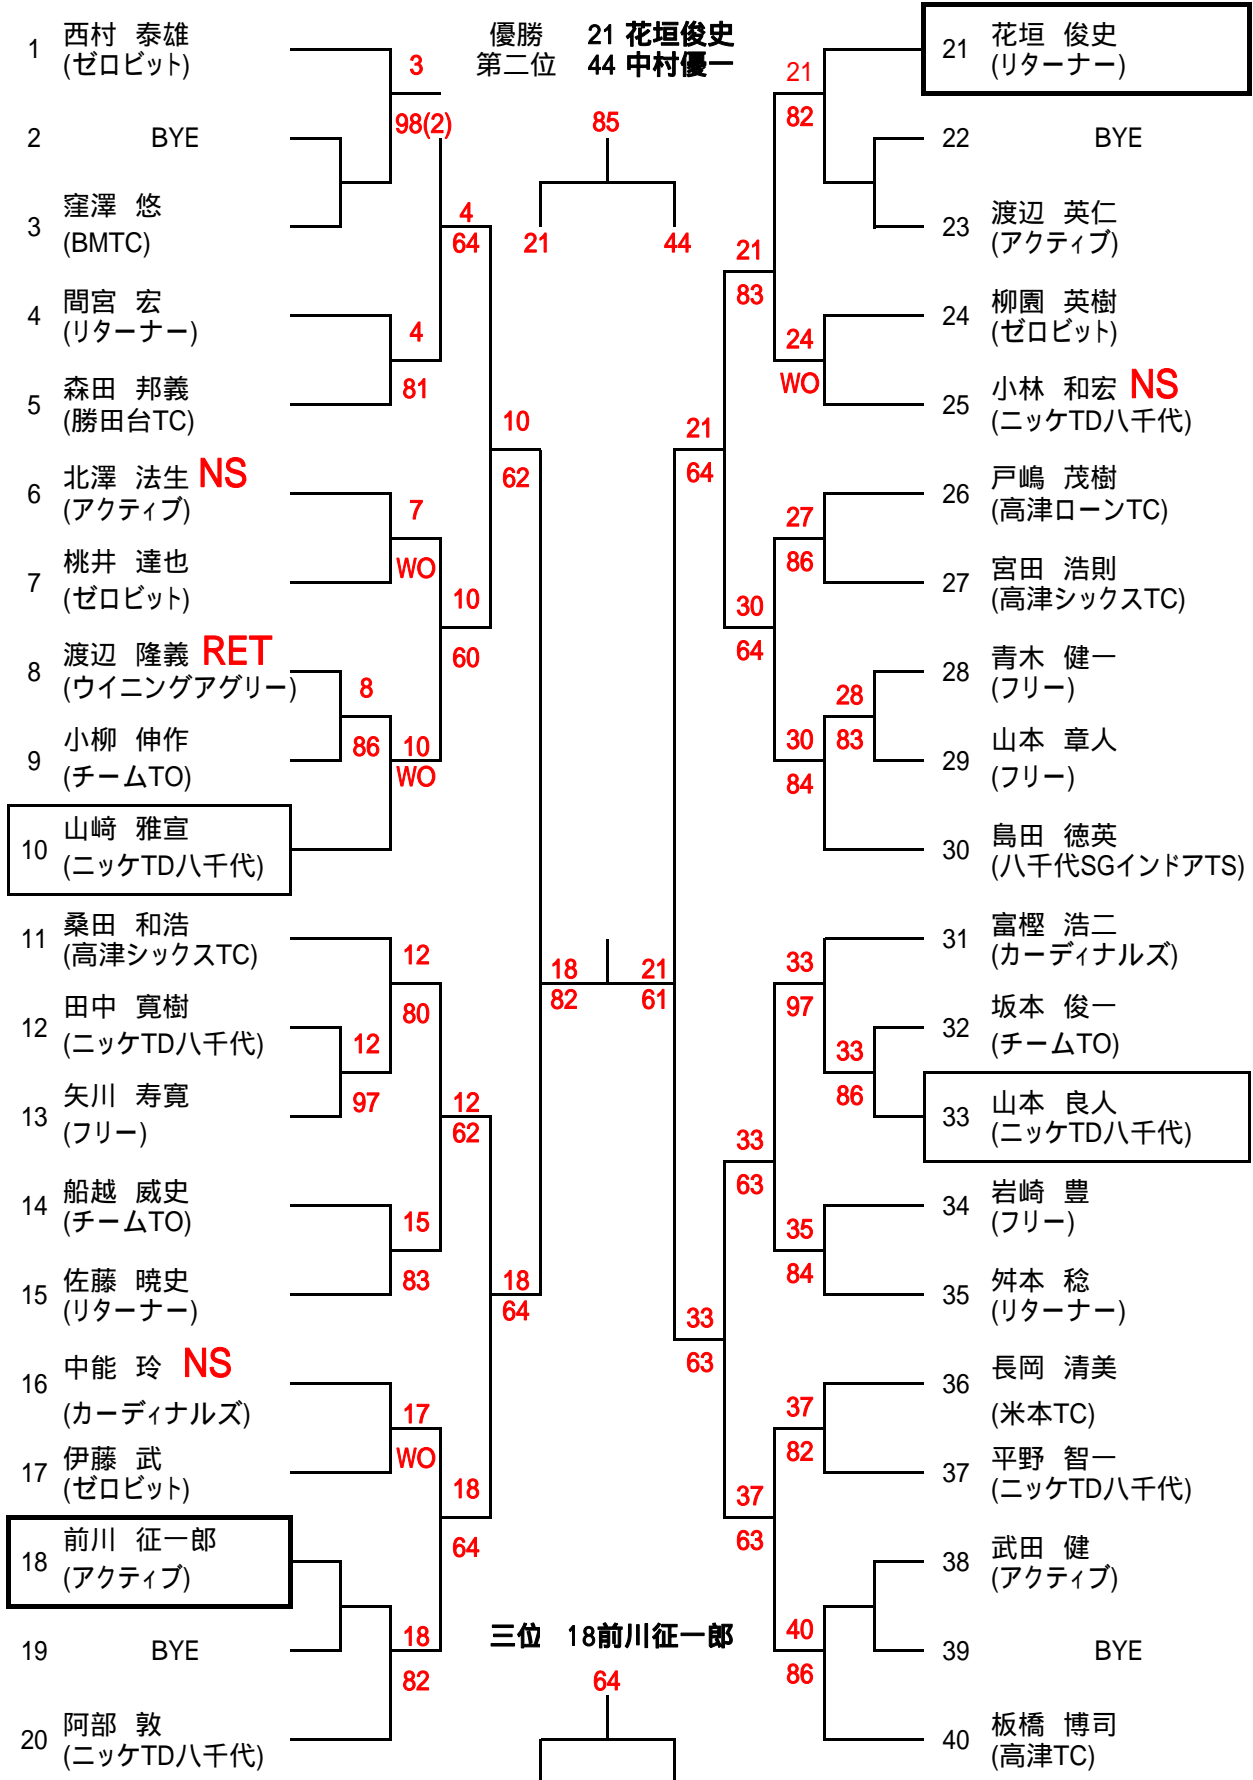 優勝 21 花垣俊史
第二位 44 中村優一
85
21 44
1 西村 泰雄
(ゼロビット)
3
98(2)
2 BYE
3 窪澤 悠
(BMTC)
4
64
4 間宮 宏
(リターナー)
4
81
5 森田 邦義
(勝田台TC)
10
62
6 北澤 法生 NS
(アクティブ)
7
WO
7 桃井 達也
(ゼロビット)
10
60
8 渡辺 隆義 RET
(ウイニングアグリー)
8
86
9 小柳 伸作
(チームTO)
10
WO
10 山﨑 雅宣
(ニッケTD八千代)
11 桑田 和浩
(高津シックスTC)
12
80
12 田中 寛樹
(ニッケTD八千代)
12
97
13 矢川 寿寛
(フリー)
12
62
14 船越 威史
(チームTO)
15
83
15 佐藤 暁史
(リターナー)
18
64
16 中能 玲 NS
(カーディナルズ)
17
WO
17 伊藤 武
(ゼロビット)
18
64
18 前川 征一郎
(アクティブ)
19 BYE
18
82
20 阿部 敦
(ニッケTD八千代)
18 21
82 61
三位 18前川征一郎
64
21 花垣 俊史
(リターナー)
21
82
22 BYE
23 渡辺 英仁
(アクティブ)
21
83
24 柳園 英樹
(ゼロビット)
24
WO
25 小林 和宏 NS
(ニッケTD八千代)
21
64
26 戸嶋 茂樹
(高津ローンTC)
27
86
27 宮田 浩則
(高津シックスTC)
30
64
28 青木 健一
(フリー)
28
83
29 山本 章人
(フリー)
30
84
30 島田 徳英
(八千代SGインドアTS)
31 富樫 浩二
(カーディナルズ)
33
97
32 坂本 俊一
(チームTO)
33
86
33 山本 良人
(ニッケTD八千代)
33
63
34 岩崎 豊
(フリー)
35
84
35 舛本 稔
(リターナー)
33
63
36 長岡 清美
(米本TC)
37
82
37 平野 智一
(ニッケTD八千代)
37
63
38 武田 健
(アクティブ)
39 BYE
40
86
40 板橋 博司
(高津TC)